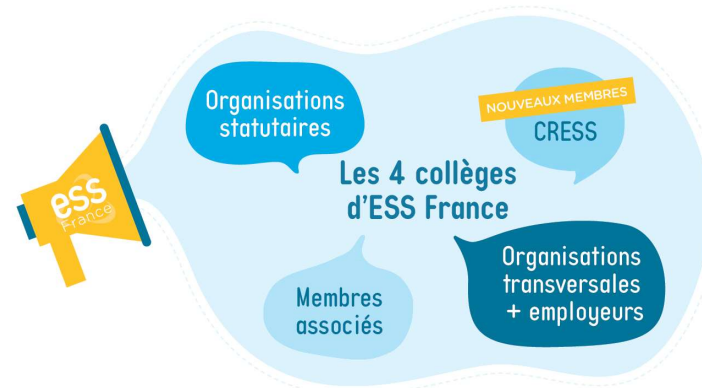 Organisations
statutaires
NOUVEAUX MEMBRES
CRESS
ess
France
Les 4 collèges
d'ESS France
Membres
associés
Organisations
transversales
+ employeurs